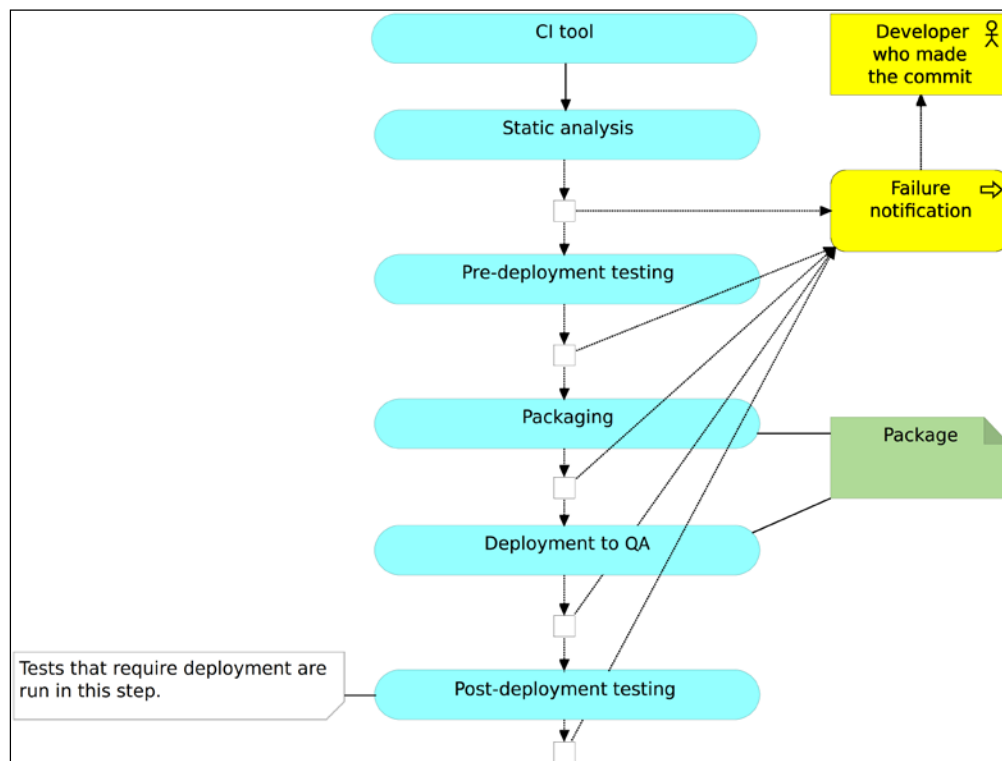 CI tool
Developer
who made
the commit
Static analysis
Failure
notification
Pre-deployment testing
Packaging
Package
Deployment to QA
Tests that require deployment are
run in this step.
Post-deployment testing